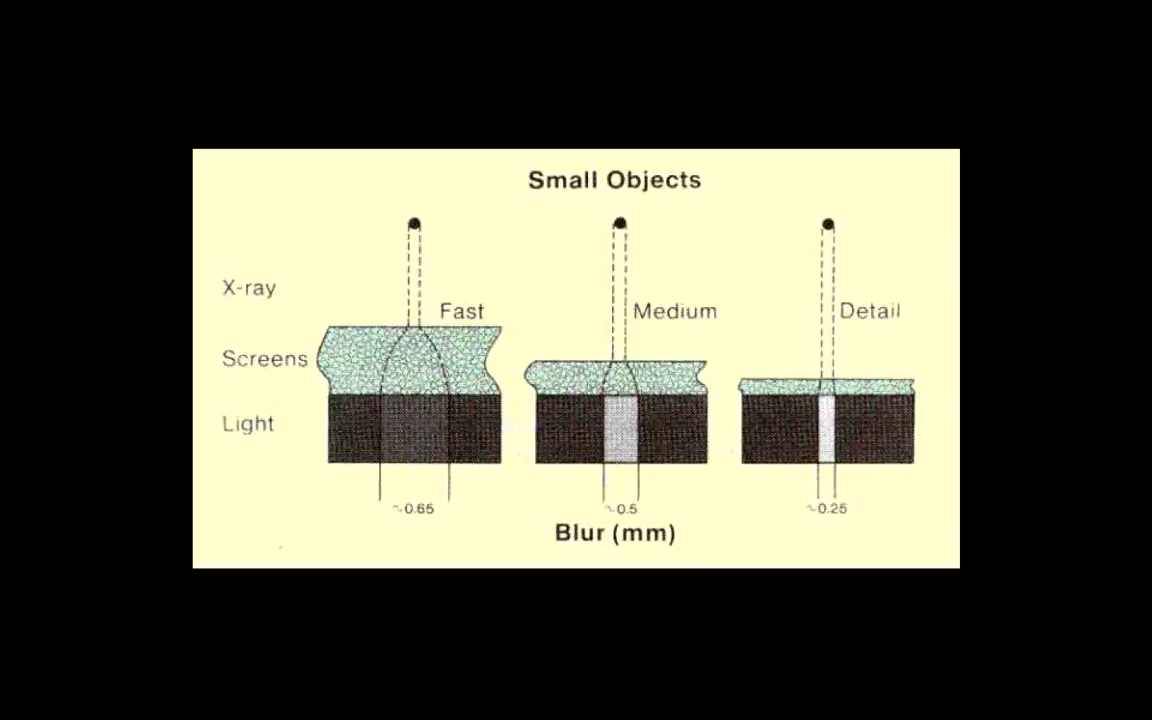 Small Objects
X-ray
Fast
Medium
Detail
Screens
Light
~0.65
~0.5
~0.25
Blur (mm)